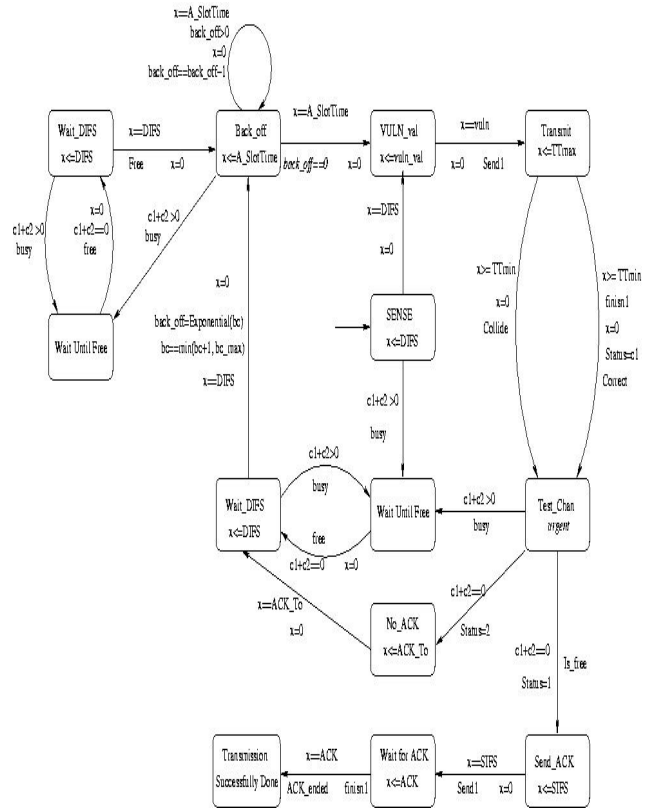 x==A_SlotTime
back_off>0
x=0
back_off==back_off-1
Wait_DIFS
x<=DIFS
x==DIFS
Free x=0
Back_off
x<=A_SlotTime
x==A_SlotTime
back_off==0 x=0
VULN_val
x<=vuln_val
x==vuln
x=0 Send1
Transmit
x<=TTmax
c1+c2>0
busy
x=0
c1+c2==0
free
c1+c2 >0
busy
Wait Until Free
x=0
back_off=Exponential(bc)
bc==min(bc+1, bc_max)
x==DIFS
x==DIFS
x=0
SENSE
x<=DIFS
c1+c2 >0
busy
x>= TTmin
x=0
Collide
x>= TTmin
finisn1
x=0
Status=c1
Correct
Wait_DIFS
x<=DIFS
c1+c2>0
busy
free
c1+c2==0 x=0
Wait Until Free
c1+c2 >0
busy
Test_Chan
urgent
x==ACK_To
x=0
No_ACK
x<=ACK_To
c1+c2==0
Status=2
c1+c2==0
Status=1
Is_free
Transmission
Successfully Done
x==ACK
ACK_ended finisn1
Wait for ACK
x<=ACK
x==SIFS
Send1 x=0
Send_ACK
x<=SIFS